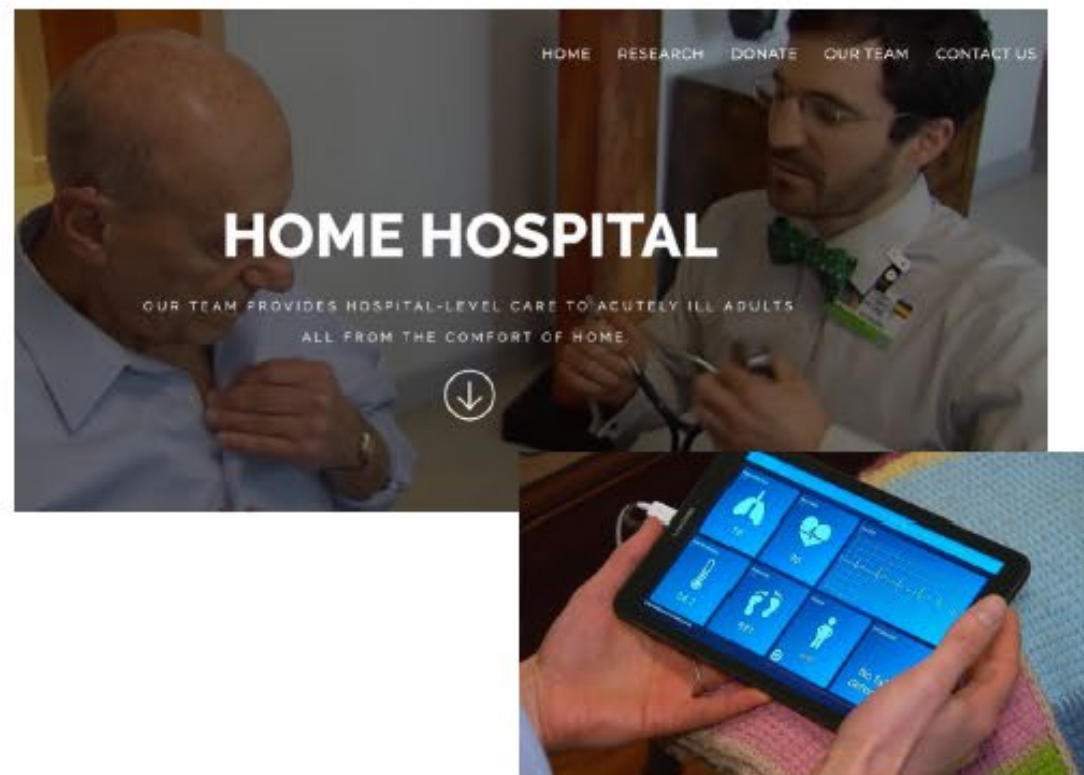 HOME RESEARCH DONATE OUR TEAM CONTACT US
HOME HOSPITAL
OUR TEAM PROVIDES HOSPITAL-LEVEL CARE TO ACUTELY ILL ADULTS
ALL FROM THE COMFORT OF HOME.